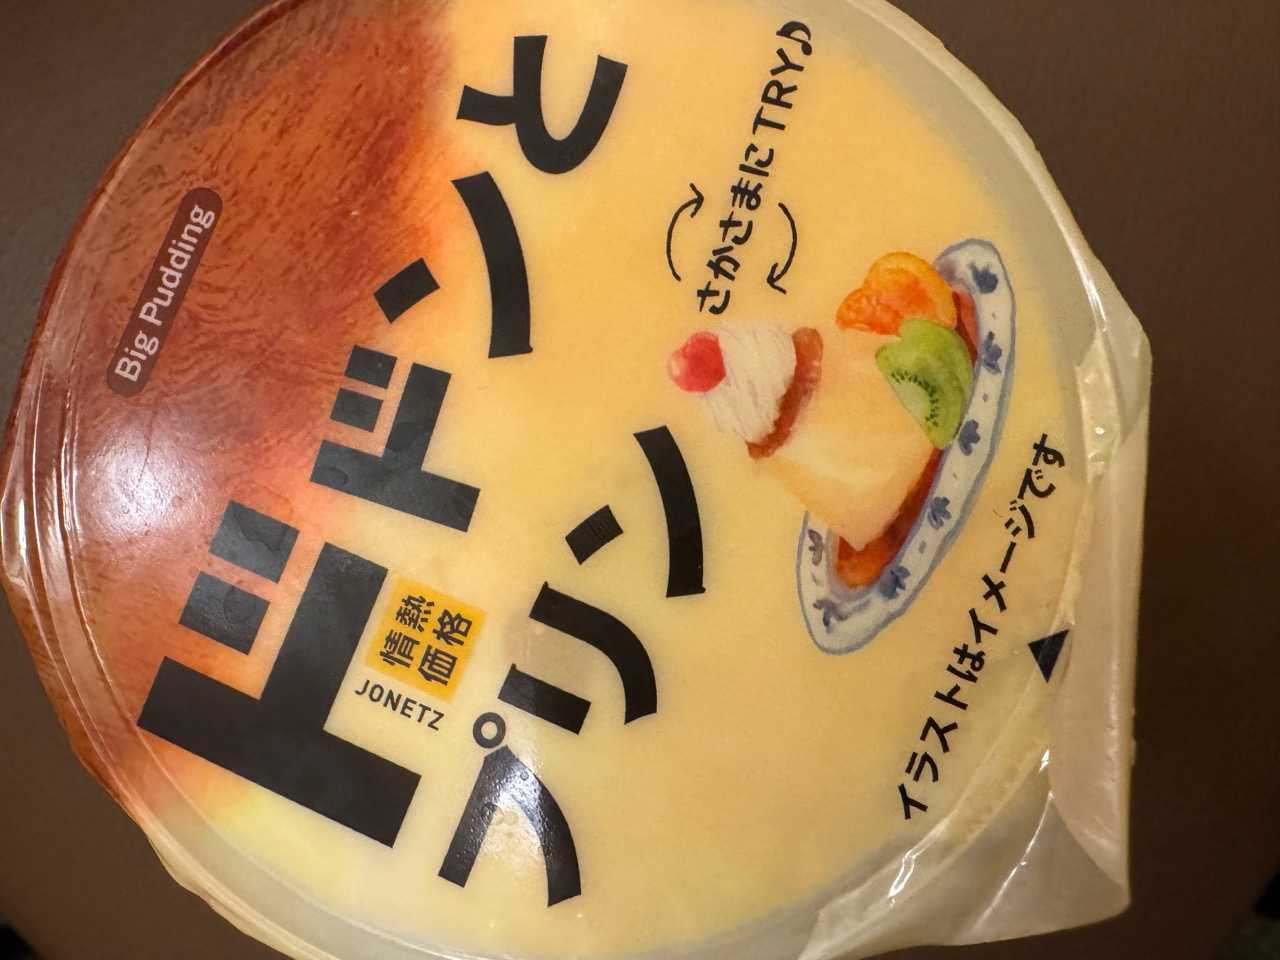 Big Pudding
ドドンと
プリン
情熱
価格
JONETZ
さかさまにTRY♪
イラストはイメージです